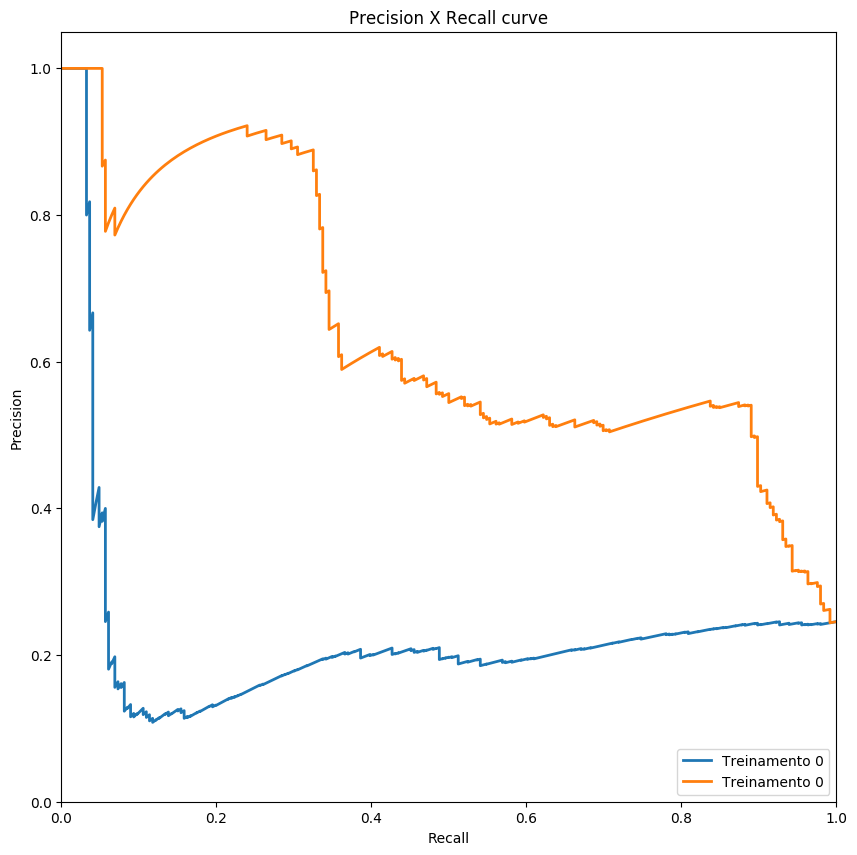 Precision X Recall curve
1.0
0.8
0.6
0.4
0.2
0.0
Precision
0.0 0.2 0.4 0.6 0.8 1.0
Recall
Treinamento 0
Treinamento 0